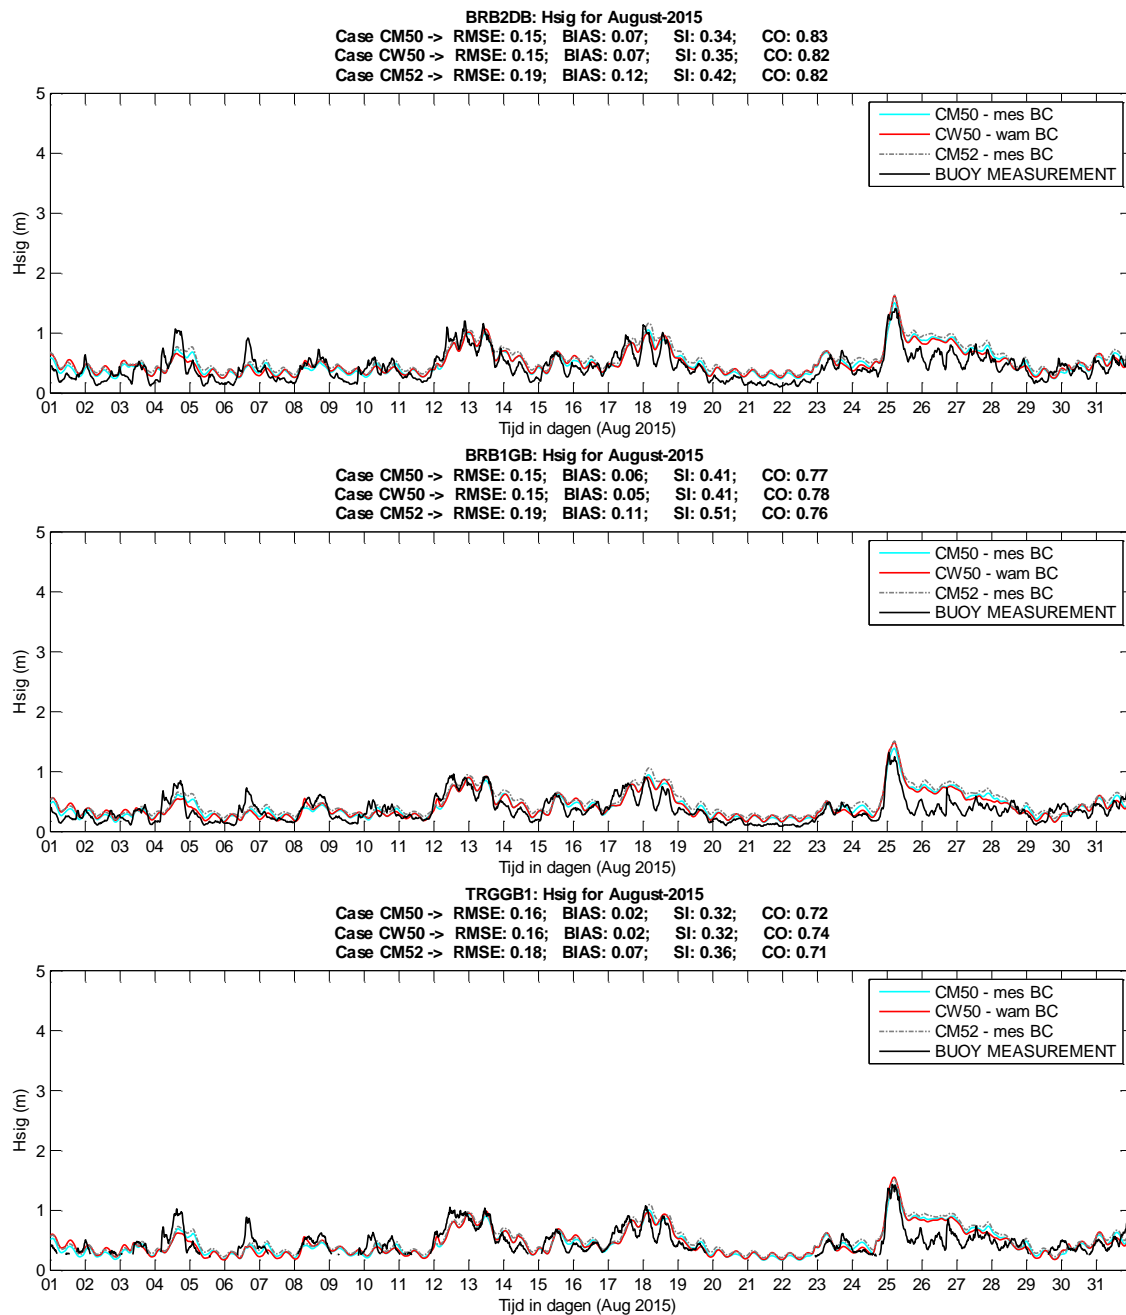 BRB2DB: Hsig for August-2015
Case CM50 -> RMSE: 0.15; BIAS: 0.07; SI: 0.34; CO: 0.83
Case CW50 -> RMSE: 0.15; BIAS: 0.07; SI: 0.35; CO: 0.82
Case CM52 -> RMSE: 0.19; BIAS: 0.12; SI: 0.42; CO: 0.82
5
4
3
2
1
0
Hsig (m)
CM50 - mes BC
CW50 - wam BC
CM52 - mes BC
BUOY MEASUREMENT
01 02 03 04 05 06 07 08 09 10 11 12 13 14 15 16 17 18 19 20 21 22 23 24 25 26 27 28 29 30 31
Tijd in dagen (Aug 2015)
BRB1GB: Hsig for August-2015
Case CM50 -> RMSE: 0.15; BIAS: 0.06; SI: 0.41; CO: 0.77
Case CW50 -> RMSE: 0.15; BIAS: 0.05; SI: 0.41; CO: 0.78
Case CM52 -> RMSE: 0.19; BIAS: 0.11; SI: 0.51; CO: 0.76
5
4
3
2
1
0
Hsig (m)
CM50 - mes BC
CW50 - wam BC
CM52 - mes BC
BUOY MEASUREMENT
01 02 03 04 05 06 07 08 09 10 11 12 13 14 15 16 17 18 19 20 21 22 23 24 25 26 27 28 29 30 31
Tijd in dagen (Aug 2015)
TRGGB1: Hsig for August-2015
Case CM50 -> RMSE: 0.16; BIAS: 0.02; SI: 0.32; CO: 0.72
Case CW50 -> RMSE: 0.16; BIAS: 0.02; SI: 0.32; CO: 0.74
Case CM52 -> RMSE: 0.18; BIAS: 0.07; SI: 0.36; CO: 0.71
5
4
3
2
1
0
Hsig (m)
CM50 - mes BC
CW50 - wam BC
CM52 - mes BC
BUOY MEASUREMENT
01 02 03 04 05 06 07 08 09 10 11 12 13 14 15 16 17 18 19 20 21 22 23 24 25 26 27 28 29 30 31
Tijd in dagen (Aug 2015)